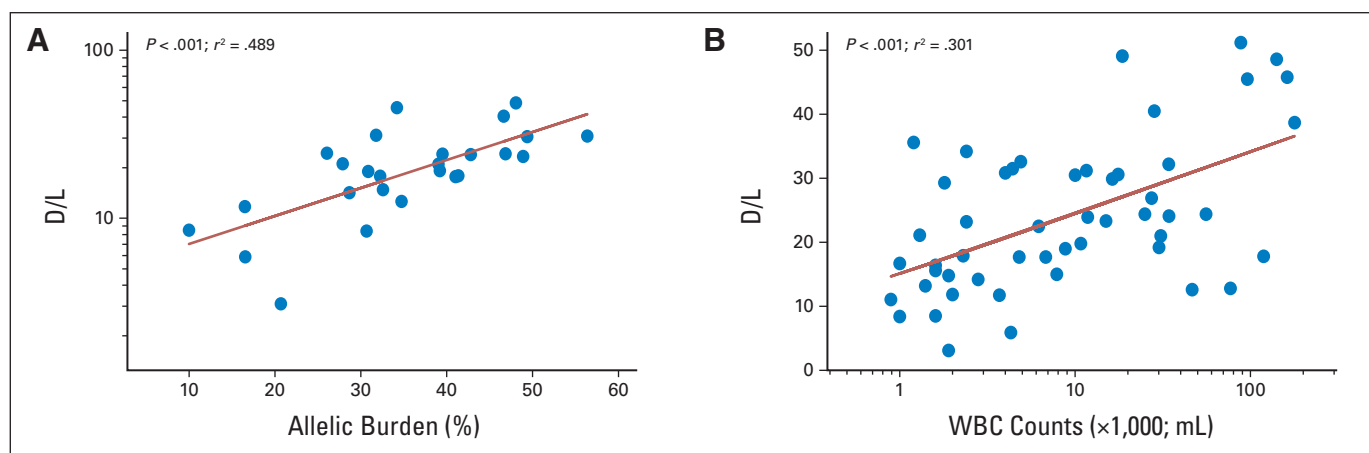 A
P < .001; r² = .489
100
10
D/L
10 20 30 40 50 60
Allelic Burden (%)
B
P < .001; r² = .301
50
40
30
20
10
0
D/L
1 10 100
WBC Counts (×1,000; mL)